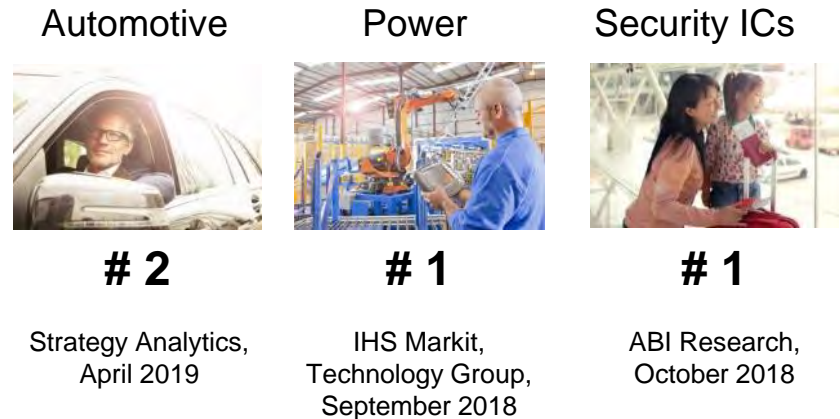 Automotive
Power
Security ICs
# 2
# 1
# 1
Strategy Analytics,
April 2019
IHS Markit,
Technology Group,
September 2018
ABI Research,
October 2018